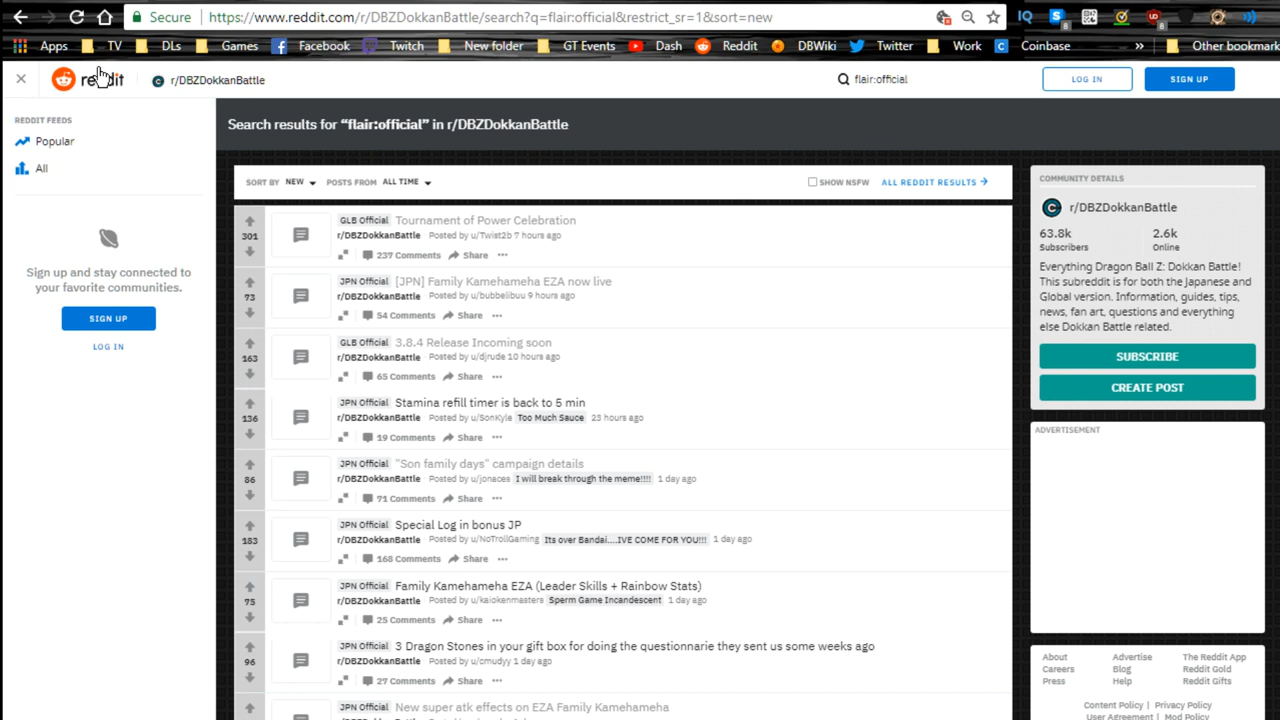 Secure https://www.reddit.com/r/DBZDokkanBattle/search?q=flair:official&restrict_sr=1&sort=new
Apps TV DLs Games Facebook Twitch New folder GT Events Dash Reddit DBWiki Twitter Work Coinbase » Other bookmark
reddit r/DBZDokkanBattle flair:official LOG IN SIGN UP
REDDIT FEEDS
Popular
All
Sign up and stay connected to
your favorite communities.
SIGN UP
LOG IN
Search results for “flair:official” in r/DBZDokkanBattle
SORT BY NEW POSTS FROM ALL TIME SHOW NSFW ALL REDDIT RESULTS
301
GLB Official Tournament of Power Celebration
r/DBZDokkanBattle Posted by u/Twist2b 7 hours ago
237 Comments Share ...
73
JPN Official [JPN] Family Kamehameha EZA now live
r/DBZDokkanBattle Posted by u/bubbelibuu 9 hours ago
54 Comments Share ...
163
GLB Official 3.8.4 Release Incoming soon
r/DBZDokkanBattle Posted by u/djrude 10 hours ago
65 Comments Share ...
136
JPN Official Stamina refill timer is back to 5 min
r/DBZDokkanBattle Posted by u/SonKyle Too Much Sauce 23 hours ago
19 Comments Share ...
86
JPN Official "Son family days" campaign details
r/DBZDokkanBattle Posted by u/jonaces I will break through the meme!!!! 1 day ago
71 Comments Share ...
183
JPN Official Special Log in bonus JP
r/DBZDokkanBattle Posted by u/NoTrollGaming Its over Bandai....IVE COME FOR YOU!!! 1 day ago
168 Comments Share ...
75
JPN Official Family Kamehameha EZA (Leader Skills + Rainbow Stats)
r/DBZDokkanBattle Posted by u/kaiokenmasters Sperm Game Incandescent 1 day ago
25 Comments Share ...
96
JPN Official 3 Dragon Stones in your gift box for doing the questionnarie they sent us some weeks ago
r/DBZDokkanBattle Posted by u/cmudyy 1 day ago
27 Comments Share ...
JPN Official New super atk effects on EZA Family Kamehameha
COMMUNITY DETAILS
r/DBZDokkanBattle
63.8k 2.6k
Subscribers Online
Everything Dragon Ball Z: Dokkan Battle!
This subreddit is for both the Japanese and
Global version. Information, guides, tips,
news, fan art, questions and everything
else Dokkan Battle related.
SUBSCRIBE
CREATE POST
ADVERTISEMENT
About Advertise The Reddit App
Careers Blog Reddit Gold
Press Help Reddit Gifts
Content Policy | Privacy Policy
User Agreement | Mod Policy